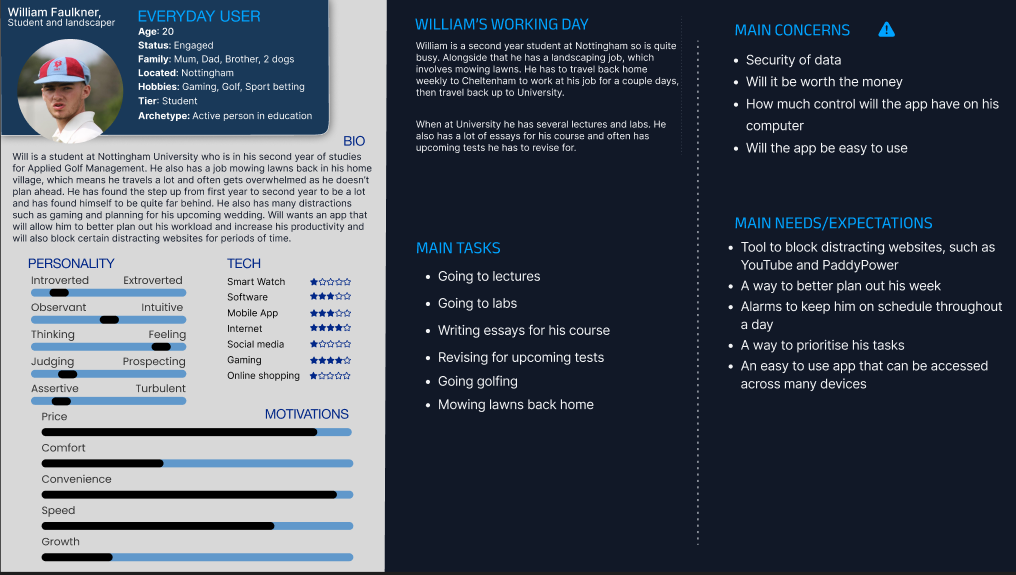 William Faulkner,
Student and landscaper
EVERYDAY USER
Age: 20
Status: Engaged
Family: Mum, Dad, Brother, 2 dogs
Located: Nottingham
Hobbies: Gaming, Golf, Sport betting
Tier: Student
Archetype: Active person in education
BIO
Will is a student at Nottingham University who is in his second year of studies
for Applied Golf Management. He also has a job mowing lawns back in his home
village, which means he travels a lot and often gets overwhelmed as he doesn't
plan ahead. He has found the step up from first year to second year to be a lot
and has found himself to be quite far behind. He also has many distractions
such as gaming and planning for his upcoming wedding. Will wants an app that
will allow him to better plan out his workload and increase his productivity and
will also block certain distracting websites for periods of time.
PERSONALITY
Introverted Extroverted
Observant Intuitive
Thinking Feeling
Judging Prospecting
Assertive Turbulent
TECH
Smart Watch
Software
Mobile App
Internet
Social media
Gaming
Online shopping
MOTIVATIONS
Price
Comfort
Convenience
Speed
Growth
WILLIAM'S WORKING DAY
William is a second year student at Nottingham so is quite
busy. Alongside that he has a landscaping job, which
involves mowing lawns. He has to travel back home
weekly to Cheltenham to work at his job for a couple days,
then travel back up to University.
When at University he has several lectures and labs. He
also has a lot of essays for his course and often has
upcoming tests he has to revise for.
MAIN TASKS
• Going to lectures
• Going to labs
• Writing essays for his course
• Revising for upcoming tests
• Going golfing
• Mowing lawns back home
MAIN CONCERNS
• Security of data
• Will it be worth the money
• How much control will the app have on his
computer
• Will the app be easy to use
MAIN NEEDS/EXPECTATIONS
• Tool to block distracting websites, such as
YouTube and PaddyPower
• A way to better plan out his week
• Alarms to keep him on schedule throughout
a day
• A way to prioritise his tasks
• An easy to use app that can be accessed
across many devices